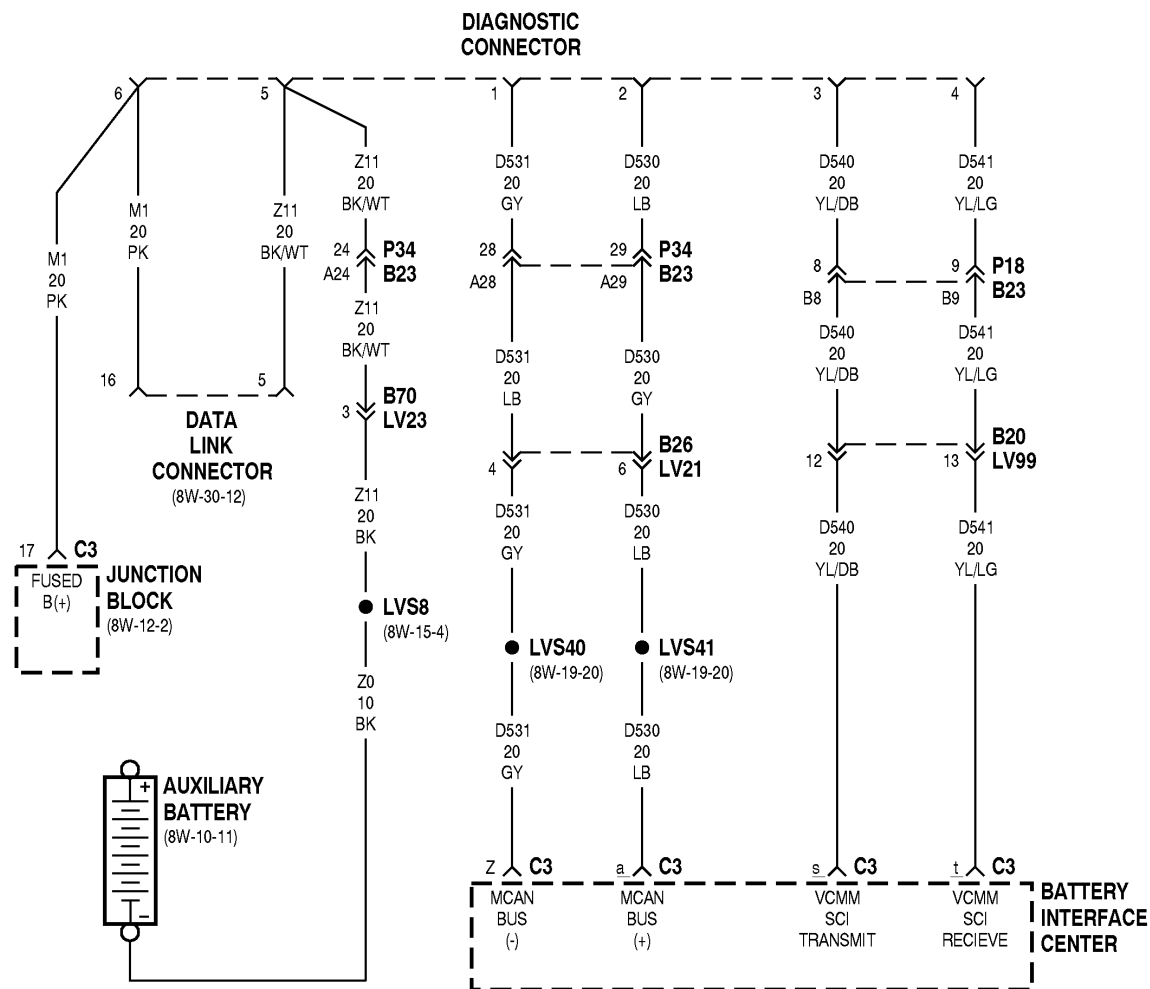 DIAGNOSTIC
CONNECTOR
6 5 1 2 3 4
Z11 D531 D530 D540 D541
20 20 20 20 20
BK/WT GY LB YL/DB YL/LG
M1 Z11
20 20
PK BK/WT
M1
20
PK
24 P34 28 29 P34
A24 B23 A28 A29 B23
8 9 P18
B8 B9 B23
Z11
20
BK/WT
D540 D541
20 20
YL/DB YL/LG
D531 D530
20 20
LB GY
16 5
DATA
LINK
CONNECTOR
(8W-30-12)
3 B70
LV23
4 6 B26
LV21
12 13 B20
LV99
Z11
20
BK
D531 D530
20 20
GY LB
D540 D541
20 20
YL/DB YL/LG
17 C3
FUSED
B(+)
JUNCTION
BLOCK
(8W-12-2)
LVS8
(8W-15-4)
LVS40 LVS41
(8W-19-20) (8W-19-20)
Z0
10
BK
D531 D530
20 20
GY LB
+
-
AUXILIARY
BATTERY
(8W-10-11)
Z C3 a C3 s C3 t C3
MCAN MCAN VCMM VCMM
BUS BUS SCI SCI
(-) (+) TRANSMIT RECIEVE
BATTERY
INTERFACE
CENTER